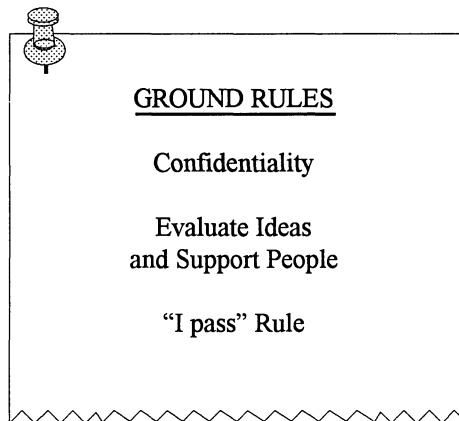 GROUND RULES
Confidentiality
Evaluate Ideas
and Support People
“I pass” Rule